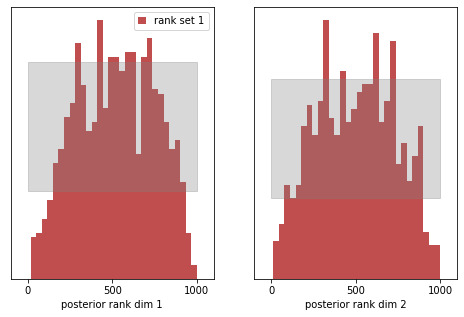 rank set 1
0 500 1000
posterior rank dim 1
0 500 1000
posterior rank dim 2